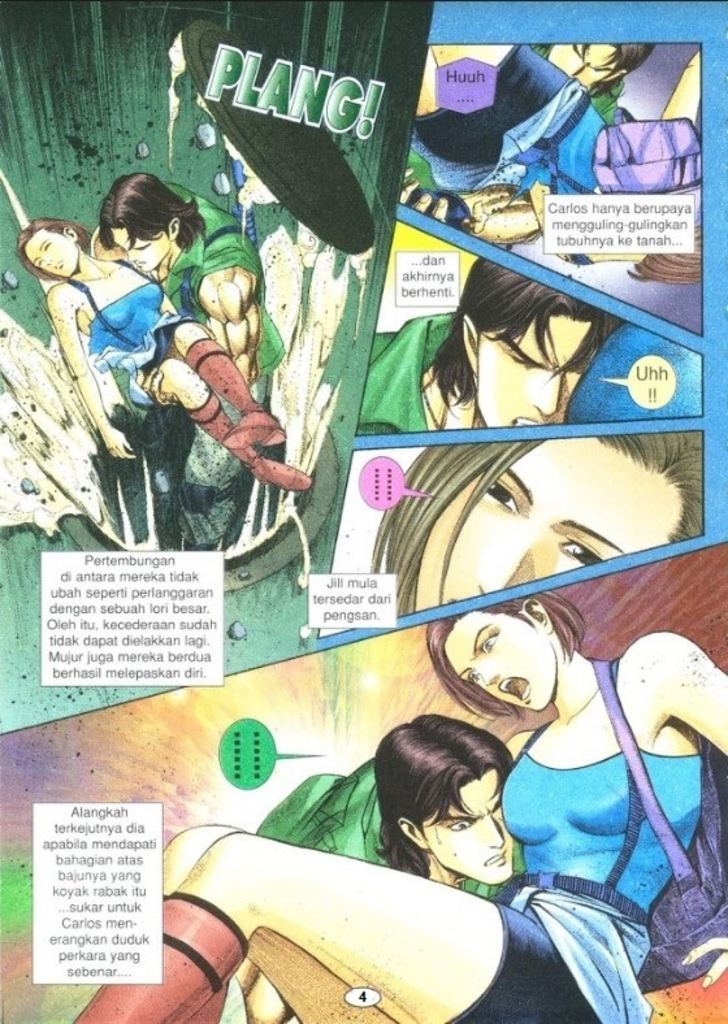 PLANG!
Huuh
....
Carlos hanya berupaya
mengguling-gulingkan
tubuhnya ke tanah...
...dan
akhirnya
berhenti.
Uhh
!!
Jill mula
tersedar dari
pengsan.
Pertembungan
di antara mereka tidak
ubah seperti perlanggaran
dengan sebuah lori besar.
Oleh itu, kecederaan sudah
tidak dapat dielakkan lagi.
Mujur juga mereka berdua
berhasil melepaskan diri.
Alangkah
terkejutnya dia
apabila mendapati
bahagian atas
bajunya yang
koyak rabak itu
...sukar untuk
Carlos men-
erangkan duduk
perkara yang
sebenar....
4